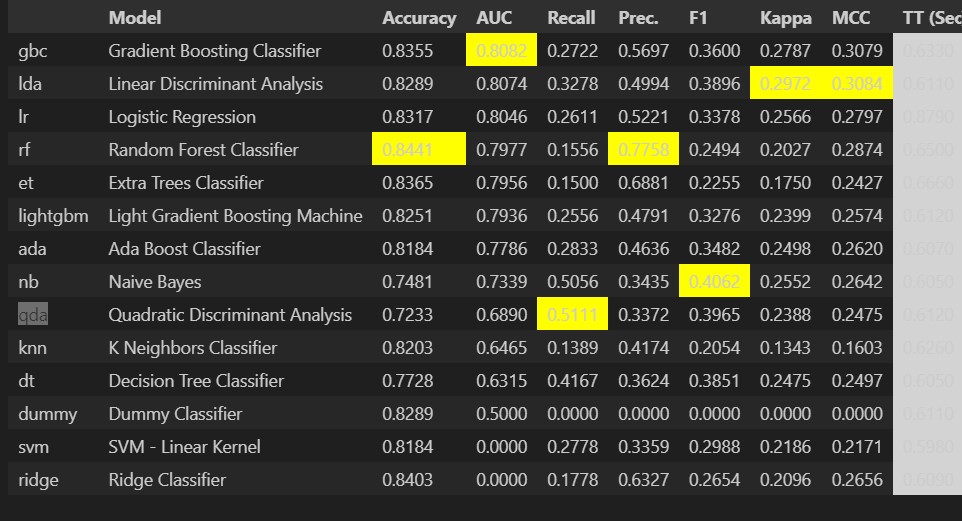 Model Accuracy AUC Recall Prec. F1 Kappa MCC TT (Sec
gbc Gradient Boosting Classifier 0.8355 0.8082 0.2722 0.5697 0.3600 0.2787 0.3079 0.6330
lda Linear Discriminant Analysis 0.8289 0.8074 0.3278 0.4994 0.3896 0.2972 0.3084 0.6110
lr Logistic Regression 0.8317 0.8046 0.2611 0.5221 0.3378 0.2566 0.2797 0.8790
rf Random Forest Classifier 0.8441 0.7977 0.1556 0.7758 0.2494 0.2027 0.2874 0.6500
et Extra Trees Classifier 0.8365 0.7956 0.1500 0.6881 0.2255 0.1750 0.2427 0.6660
lightgbm Light Gradient Boosting Machine 0.8251 0.7936 0.2556 0.4791 0.3276 0.2399 0.2574 0.6120
ada Ada Boost Classifier 0.8184 0.7786 0.2833 0.4636 0.3482 0.2498 0.2620 0.6070
nb Naive Bayes 0.7481 0.7339 0.5056 0.3435 0.4062 0.2552 0.2642 0.6050
qda Quadratic Discriminant Analysis 0.7233 0.6890 0.5111 0.3372 0.3965 0.2388 0.2475 0.6120
knn K Neighbors Classifier 0.8203 0.6465 0.1389 0.4174 0.2054 0.1343 0.1603 0.6260
dt Decision Tree Classifier 0.7728 0.6315 0.4167 0.3624 0.3851 0.2475 0.2497 0.6050
dummy Dummy Classifier 0.8289 0.5000 0.0000 0.0000 0.0000 0.0000 0.0000 0.6110
svm SVM - Linear Kernel 0.8184 0.0000 0.2778 0.3359 0.2988 0.2186 0.2171 0.5980
ridge Ridge Classifier 0.8403 0.0000 0.1778 0.6327 0.2654 0.2096 0.2656 0.6090